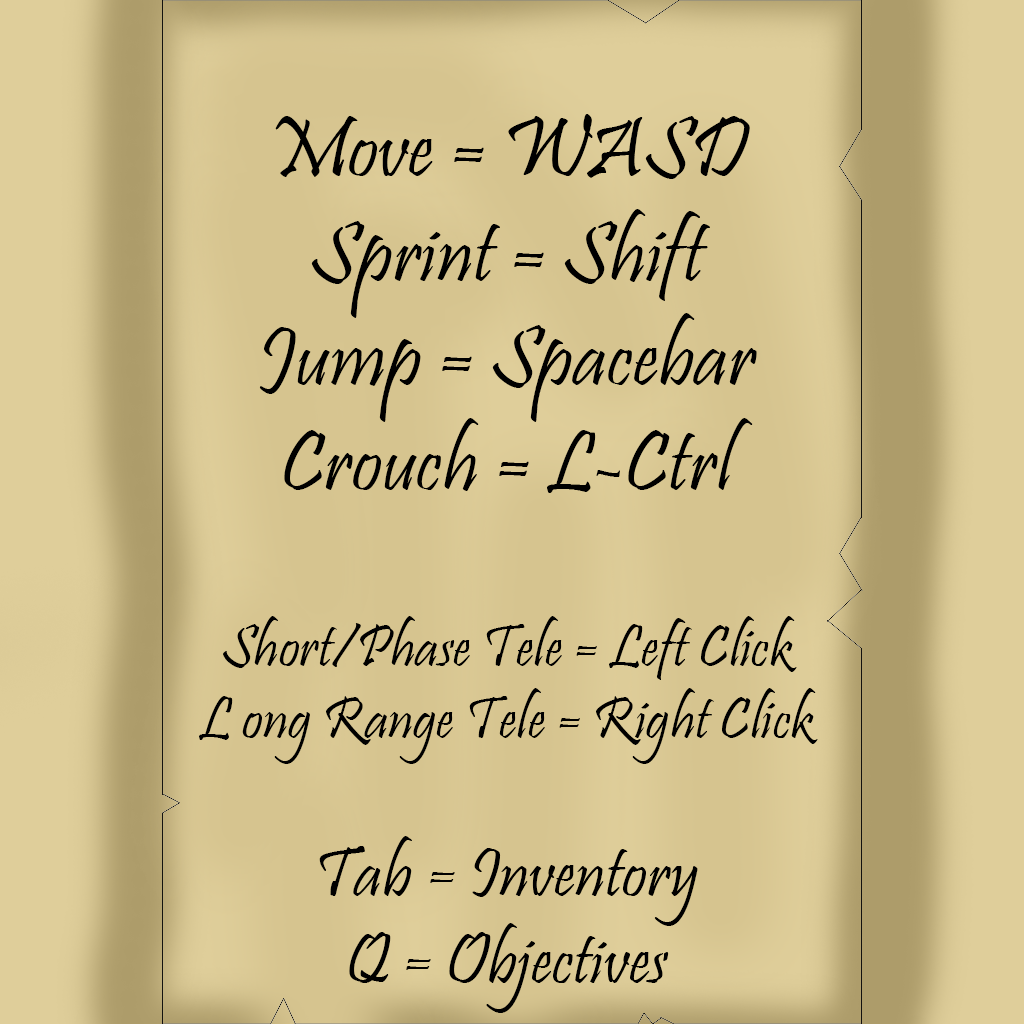 Move = WASD
Sprint = Shift
Jump = Spacebar
Crouch = L-Ctrl
Short/Phase Tele = Left Click
Long Range Tele = Right Click
Tab = Inventory
Q = Objectives